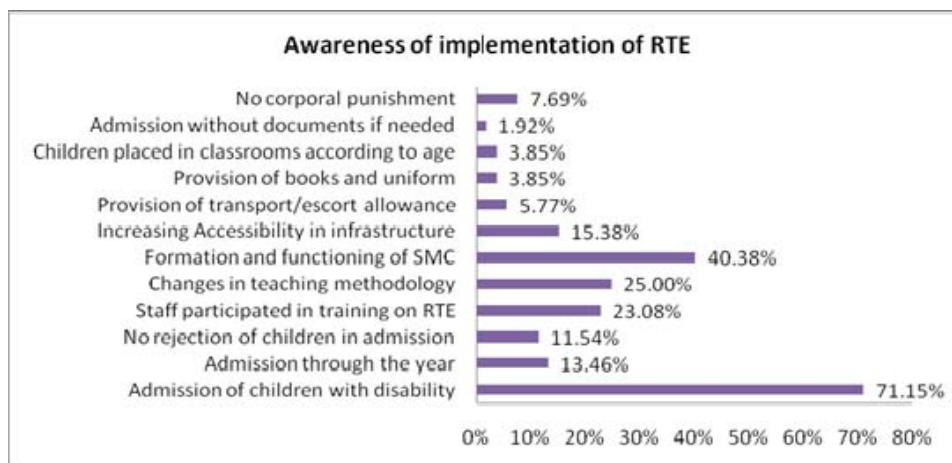 Awareness of implementation of RTE
No corporal punishment 7.69%
Admission without documents if needed 1.92%
Children placed in classrooms according to age 3.85%
Provision of books and uniform 3.85%
Provision of transport/escort allowance 5.77%
Increasing Accessibility in infrastructure 15.38%
Formation and functioning of SMC 40.38%
Changes in teaching methodology 25.00%
Staff participated in training on RTE 23.08%
No rejection of children in admission 11.54%
Admission through the year 13.46%
Admission of children with disability 71.15%
0% 10% 20% 30% 40% 50% 60% 70% 80%